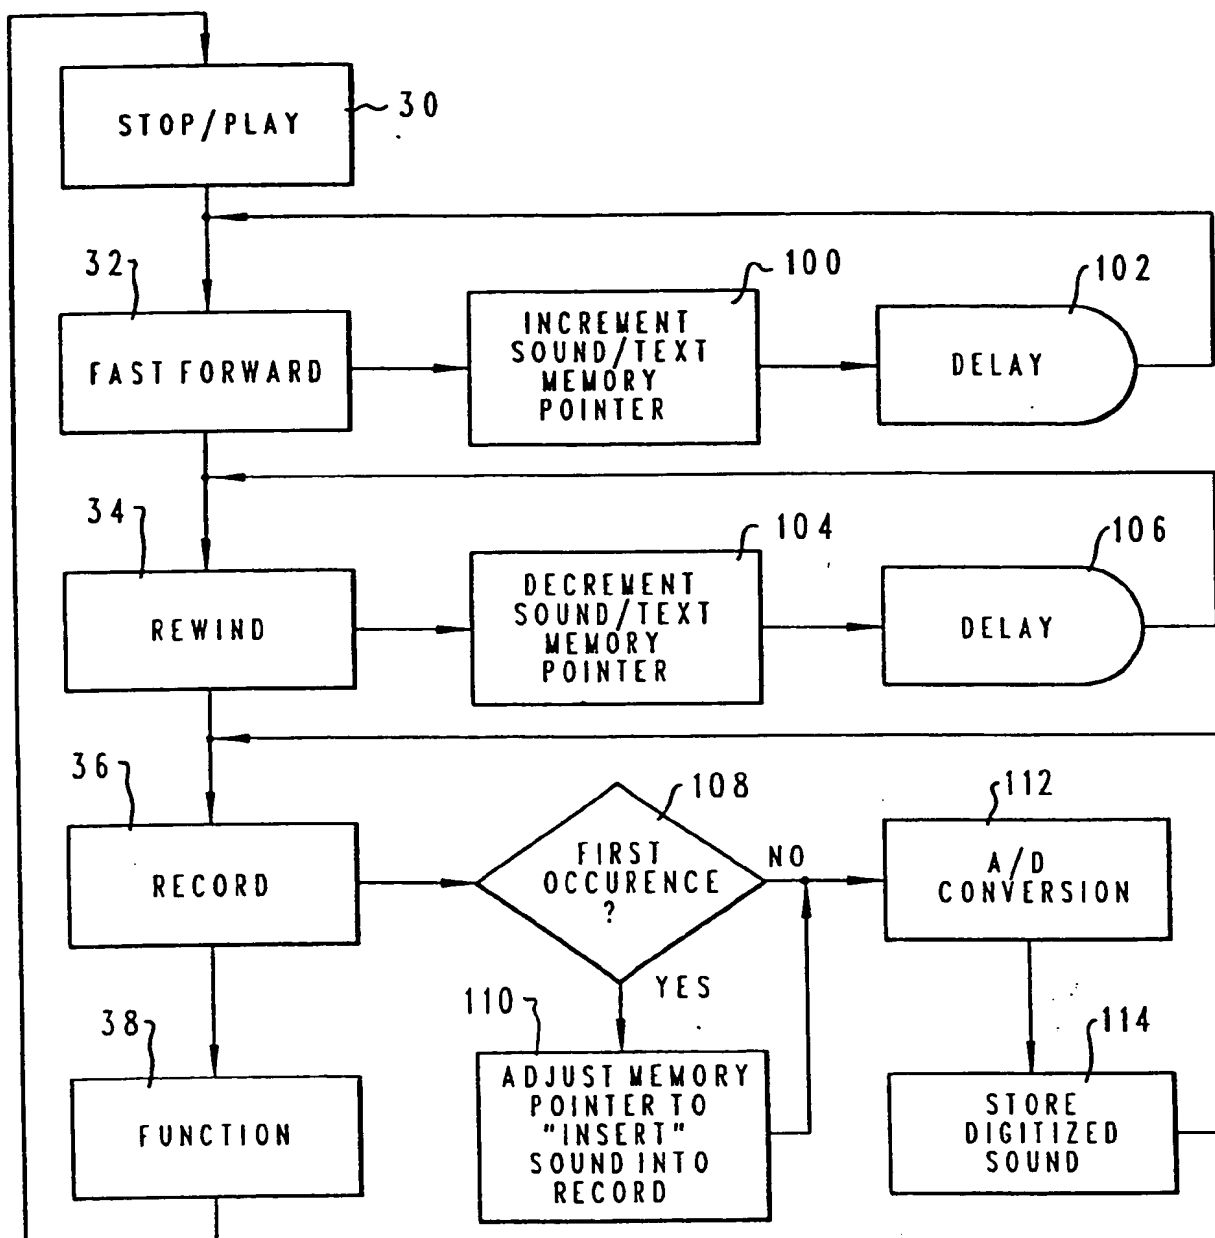 30
STOP/PLAY
32
100
102
FAST FORWARD
INCREMENT
SOUND/TEXT
MEMORY
POINTER
DELAY
34
104
106
REWIND
DECREMENT
SOUND/TEXT
MEMORY
POINTER
DELAY
36
108
112
RECORD
FIRST
OCCURENCE
?
NO
A/D
CONVERSION
YES
38
110
114
FUNCTION
ADJUST MEMORY
POINTER TO
"INSERT"
SOUND INTO
RECORD
STORE
DIGITIZED
SOUND